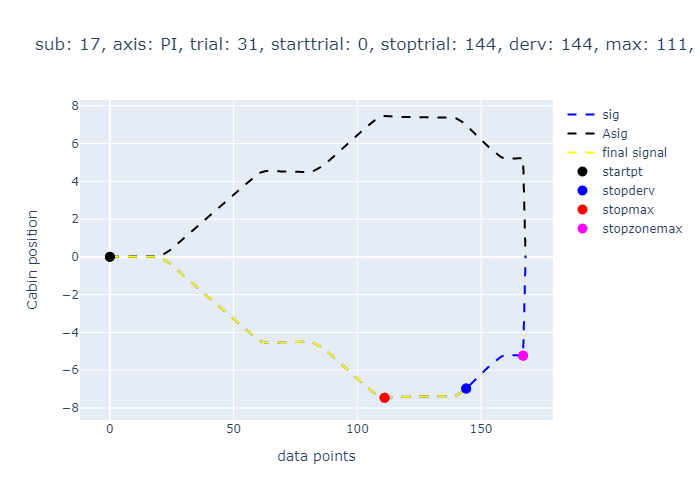 sub: 17, axis: PI, trial: 31, starttrial: 0, stoptrial: 144, derv: 144, max: 111,
8
6
4
2
0
−2
−4
−6
−8
Cabin position
0
50
100
150
data points
sig
Asig
final signal
startpt
stopderv
stopmax
stopzonemax